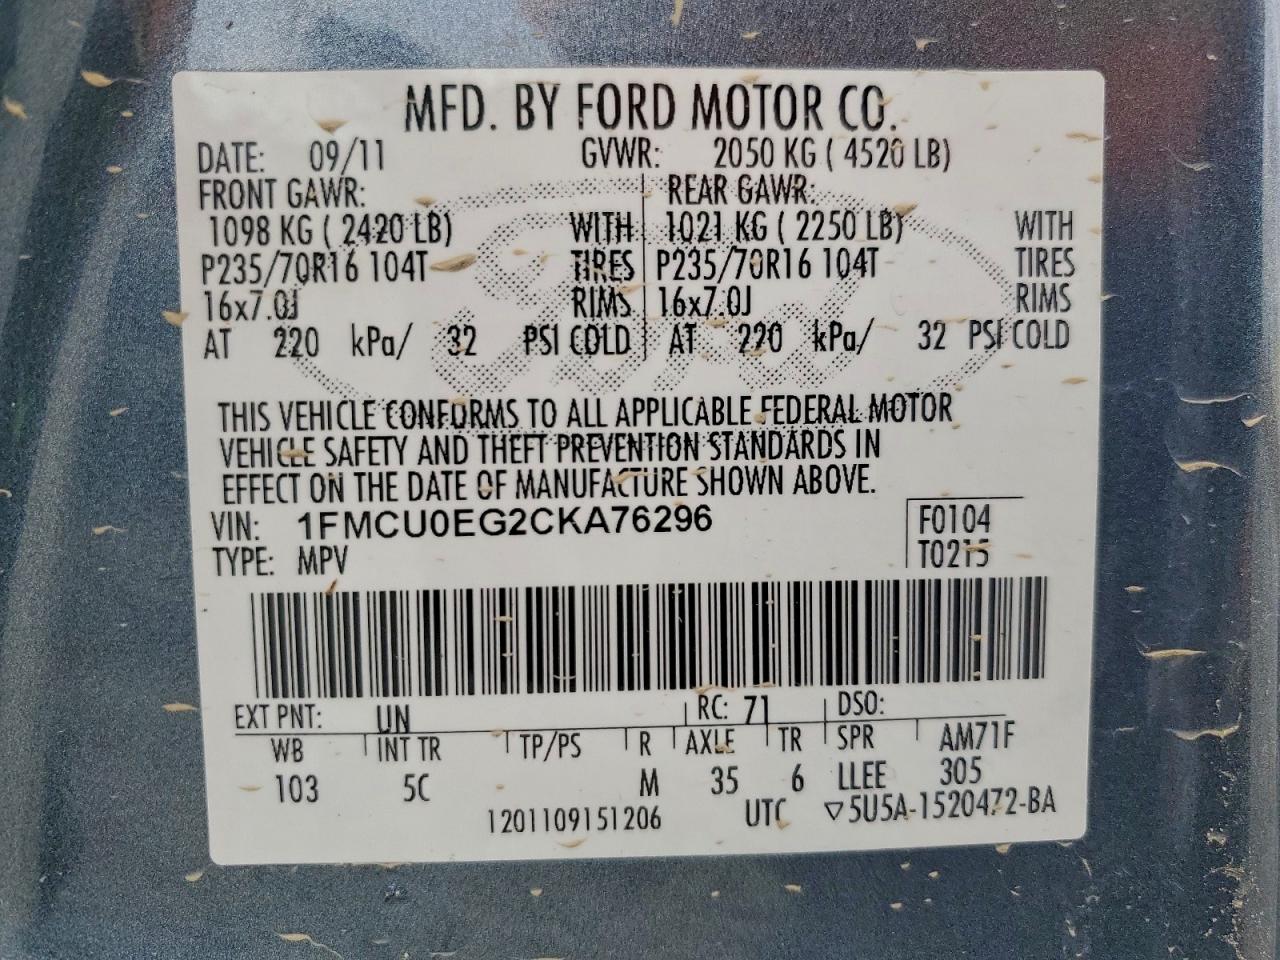 MFD. BY FORD MOTOR CO.
DATE: 09/11 GVWR: 2050 KG ( 4520 LB)
FRONT GAWR: REAR GAWR:
1098 KG ( 2420 LB) WITH 1021 KG ( 2250 LB) WITH
P235/70R16 104T TIRES P235/70R16 104T TIRES
16x7.0J RIMS 16x7.0J RIMS
AT 220 kPa/ 32 PSI COLD AT 220 kPa/ 32 PSI COLD
THIS VEHICLE CONFORMS TO ALL APPLICABLE FEDERAL MOTOR
VEHICLE SAFETY AND THEFT PREVENTION STANDARDS IN
EFFECT ON THE DATE OF MANUFACTURE SHOWN ABOVE.
VIN: 1FMCU0EG2CKA76296 F0104
TYPE: MPV T0215
EXT PNT: UN RC: 71 DSO:
WB INT TR TP/PS R AXLE TR SPR AM71F
103 5C M 35 6 LLEE 305
1201109151206 UTC ▽5U5A-1520472-BA